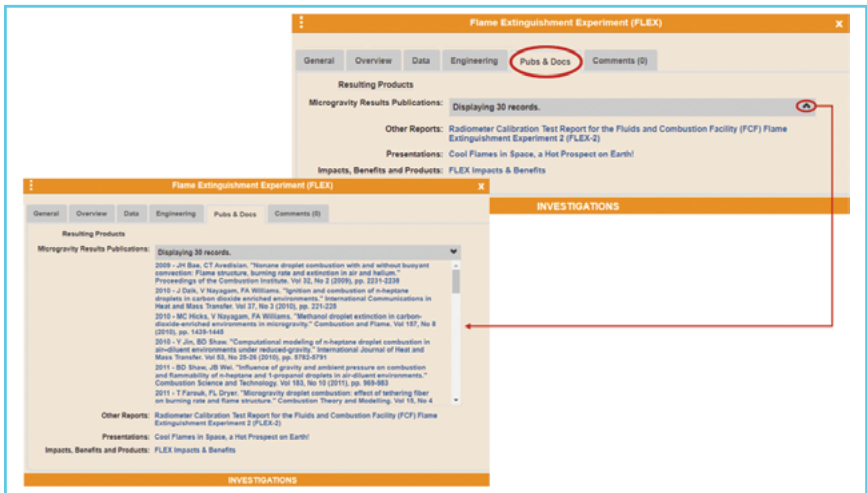 Flame Extinguishment Experiment (FLEX) x
General Overview Data Engineering Pubs & Docs Comments (0)
Resulting Products
Microgravity Results Publications: Displaying 30 records.
Other Reports: Radiometer Calibration Test Report for the Fluids and Combustion Facility (FCF) Flame
Extinguishment Experiment 2 (FLEX-2)
Presentations: Cool Flames in Space, a Hot Prospect on Earth!
Impacts, Benefits and Products: FLEX Impacts & Benefits
INVESTIGATIONS
Flame Extinguishment Experiment (FLEX) x
General Overview Data Engineering Pubs & Docs Comments (0)
Resulting Products
Microgravity Results Publications: Displaying 30 records.
2009 - JH Bae, CT Avedisian. "Nonane droplet combustion with and without buoyant
convection: Flame structure, burning rate and extinction in air and helium."
Proceedings of the Combustion Institute. Vol 32, No 2 (2009), pp. 2231-2238
2010 - J Daik, V Nayagam, FA Williams. "Ignition and combustion of n-heptane
droplets in carbon dioxide enriched environments." International Communications in
Heat and Mass Transfer. Vol 37, No 3 (2010), pp. 221-225
2010 - MC Hicks, V Nayagam, FA Williams. "Methanol droplet extinction in carbon-
dioxide-enriched environments in microgravity." Combustion and Flame. Vol 157, No 8
(2010), pp. 1439-1445
2010 - Y Jin, BD Shaw. "Computational modeling of n-heptane droplet combustion in
air-diluent environments under reduced-gravity." International Journal of Heat and
Mass Transfer. Vol 53, No 25-26 (2010), pp. 5782-5791
2011 - BD Shaw, JB Wei. "Influence of gravity and ambient pressure on combustion
and flammability of n-heptane and 1-propanol droplets in air-diluent environments."
Combustion Science and Technology. Vol 183, No 10 (2011), pp. 969-983
2011 - T Farouk, FL Dryer. "Microgravity droplet combustion: effect of tethering fiber
on burning rate and flame structure." Combustion Theory and Modelling. Vol 15, No 4
Other Reports: Radiometer Calibration Test Report for the Fluids and Combustion Facility (FCF) Flame
Extinguishment Experiment 2 (FLEX-2)
Presentations: Cool Flames in Space, a Hot Prospect on Earth!
Impacts, Benefits and Products: FLEX Impacts & Benefits
INVESTIGATIONS